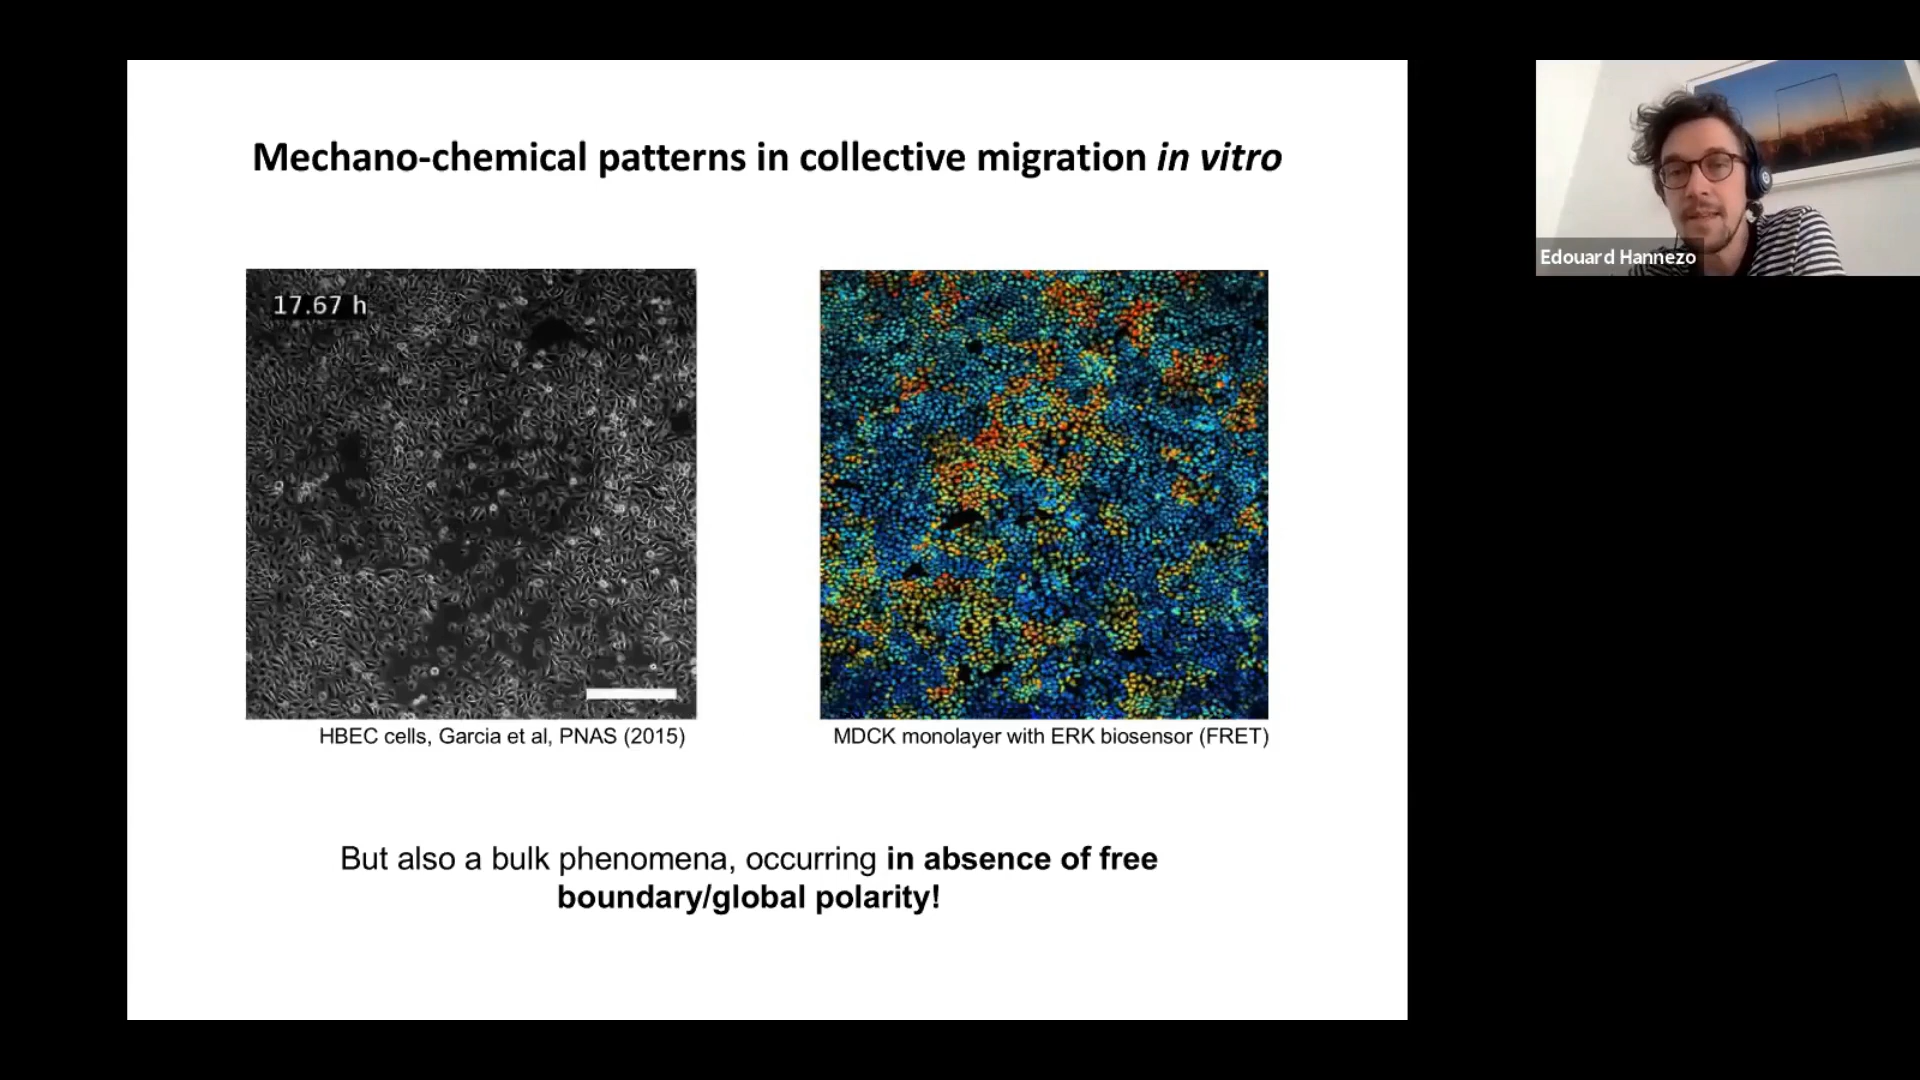 Mechano-chemical patterns in collective migration in vitro
17.67 h
HBEC cells, Garcia et al, PNAS (2015)
MDCK monolayer with ERK biosensor (FRET)
But also a bulk phenomena, occurring in absence of free
boundary/global polarity!
Edouard Hannezo